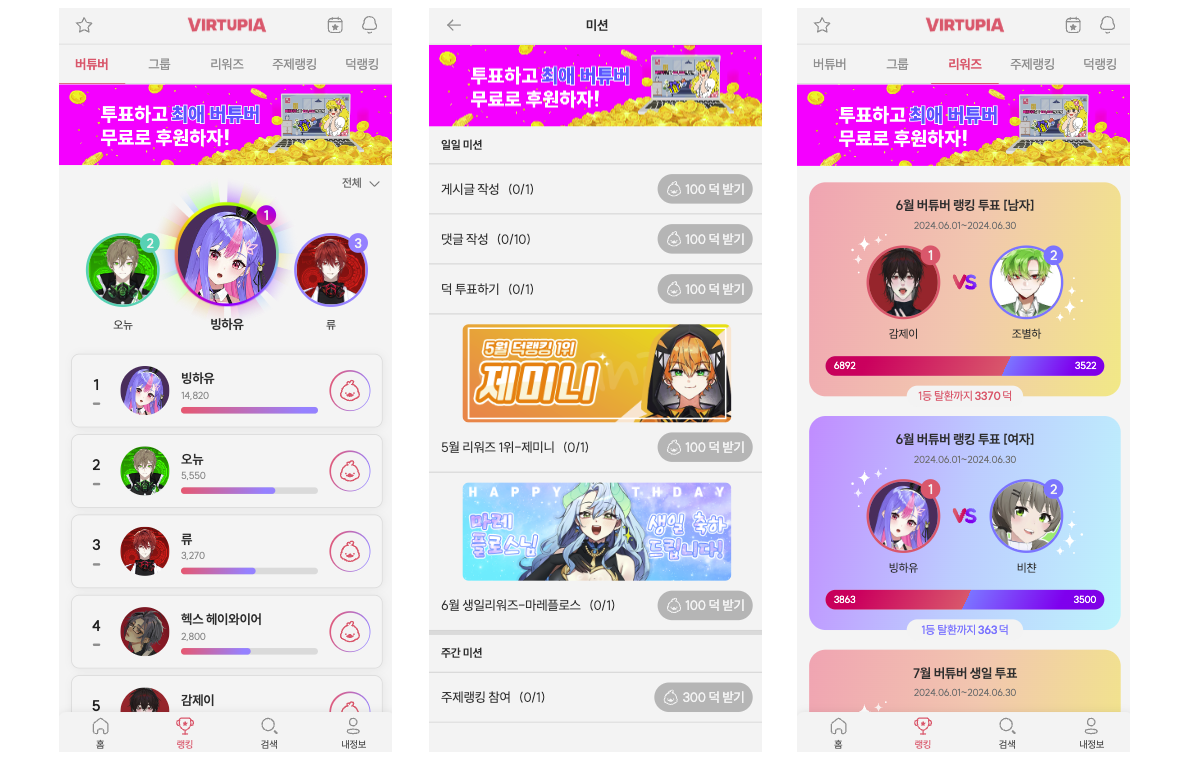 VIRTUPIA
버튜버 그룹 리워즈 주제랭킹 덕랭킹
투표하고 최애 버튜버
무료로 후원하자!
전체
1
2
3
오뉴
빙하유
류
1
빙하유
14,820
2
오뉴
5,550
3
류
3,270
4
헥스 헤이와이어
2,800
5
감제이
홈 랭킹 검색 내정보
미션
투표하고 최애 버튜버
무료로 후원하자!
일일 미션
게시글 작성 (0/1) 100 덕 받기
댓글 작성 (0/10) 100 덕 받기
덕 투표하기 (0/1) 100 덕 받기
5월 덕랭킹 1위
제미니
5월 리워즈 1위-제미니 (0/1) 100 덕 받기
HAPPY THDAY
마레 생일 축하
플로스님 드립니다!
6월 생일리워즈-마레플로스 (0/1) 100 덕 받기
주간 미션
주제랭킹 참여 (0/1) 300 덕 받기
VIRTUPIA
버튜버 그룹 리워즈 주제랭킹 덕랭킹
투표하고 최애 버튜버
무료로 후원하자!
6월 버튜버 랭킹 투표 [남자]
2024.06.01~2024.06.30
1 VS 2
감제이 조별하
6892 3522
1등 탈환까지 3370 덕
6월 버튜버 랭킹 투표 [여자]
2024.06.01~2024.06.30
1 VS 2
빙하유 비챤
3863 3500
1등 탈환까지 363 덕
7월 버튜버 생일 투표
2024.06.01~2024.06.30
홈 랭킹 검색 내정보